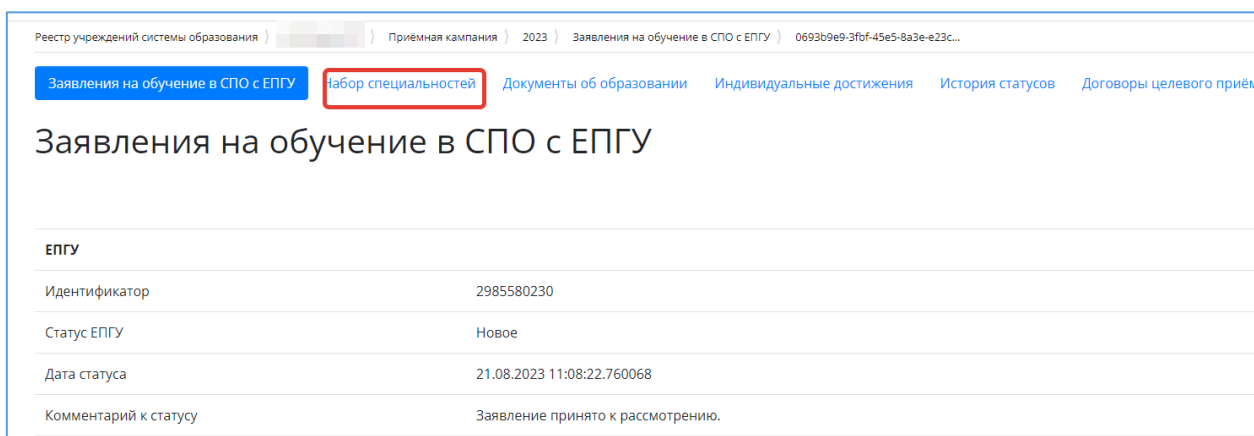 Реестр учреждений системы образования ⟩ ⟩ Приёмная кампания ⟩ 2023 ⟩ Заявления на обучение в СПО с ЕПГУ ⟩ 0693b9e9-3fbf-45e5-8a3e-e23c...
Заявления на обучение в СПО с ЕПГУ Набор специальностей Документы об образовании Индивидуальные достижения История статусов Договоры целевого приём
Заявления на обучение в СПО с ЕПГУ
ЕПГУ
Идентификатор 2985580230
Статус ЕПГУ Новое
Дата статуса 21.08.2023 11:08:22.760068
Комментарий к статусу Заявление принято к рассмотрению.